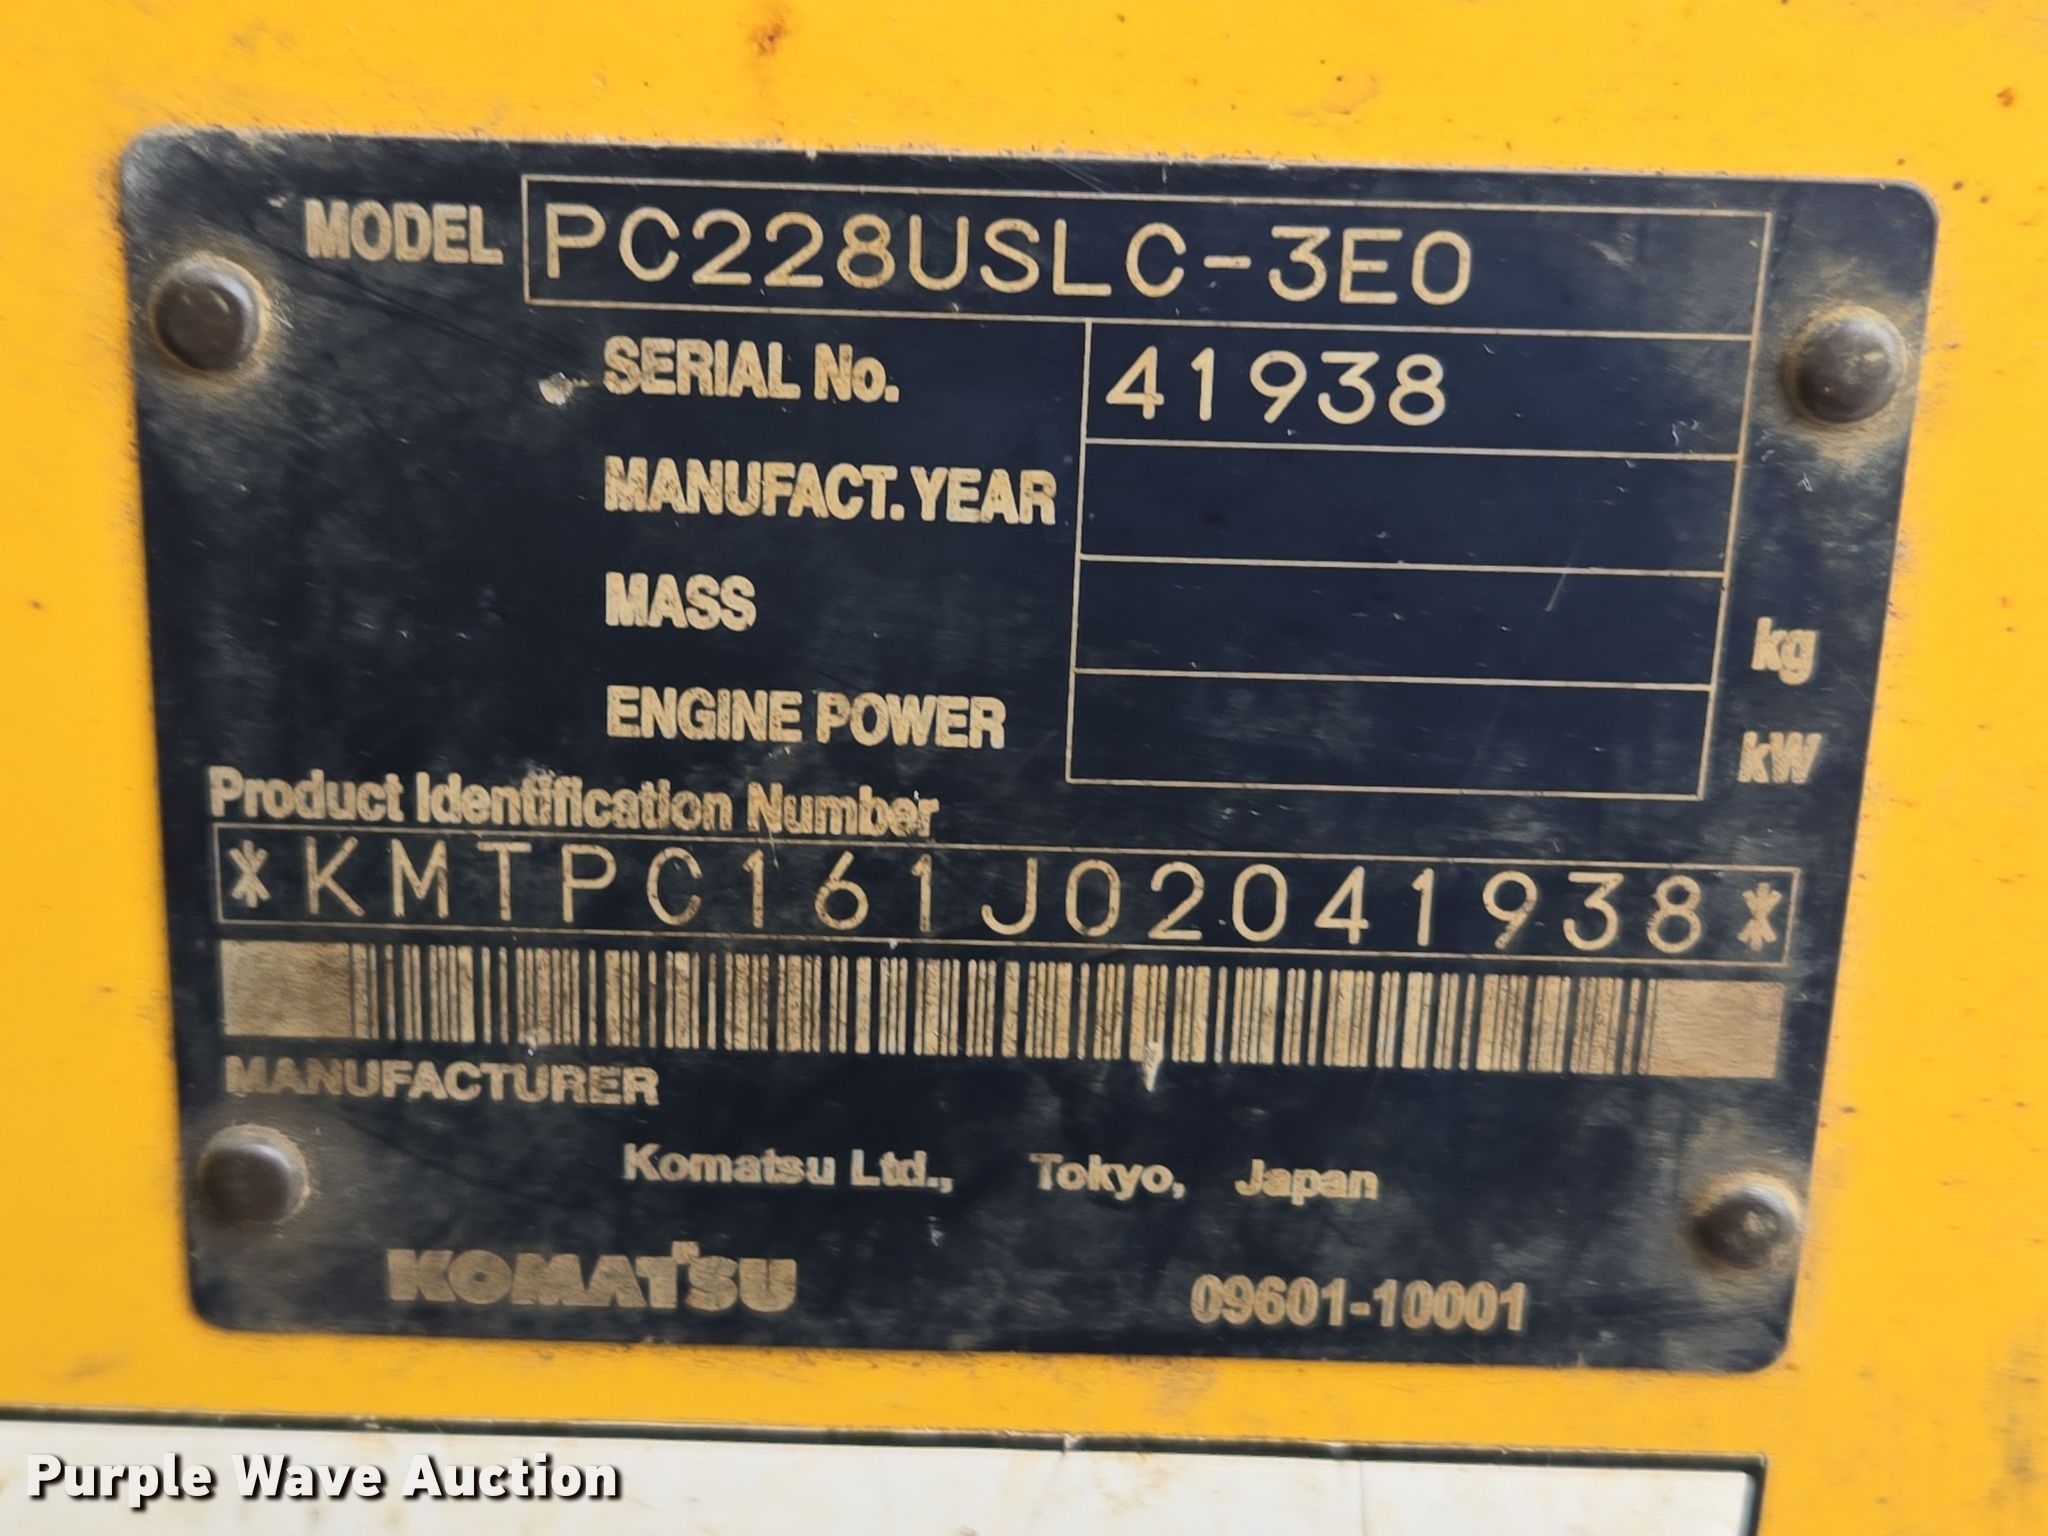 MODEL PC228USLC-3E0
SERIAL No. 41938
MANUFACT. YEAR
MASS kg
ENGINE POWER kW
Product Identification Number
*KMTPC161J02041938*
MANUFACTURER
Komatsu Ltd., Tokyo, Japan
KOMATSU 09601-10001
Purple Wave Auction